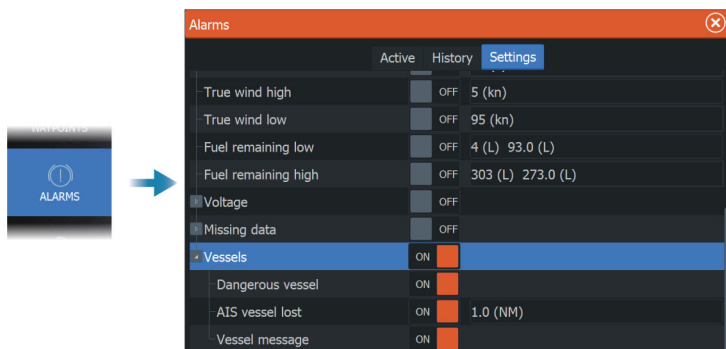 Alarms
Active History Settings
True wind high OFF 5 (kn)
True wind low OFF 95 (kn)
Fuel remaining low OFF 4 (L) 93.0 (L)
Fuel remaining high OFF 303 (L) 273.0 (L)
Voltage OFF
Missing data OFF
Vessels ON
Dangerous vessel ON
AIS vessel lost ON 1.0 (NM)
Vessel message ON
WAYPOINTS
ALARMS